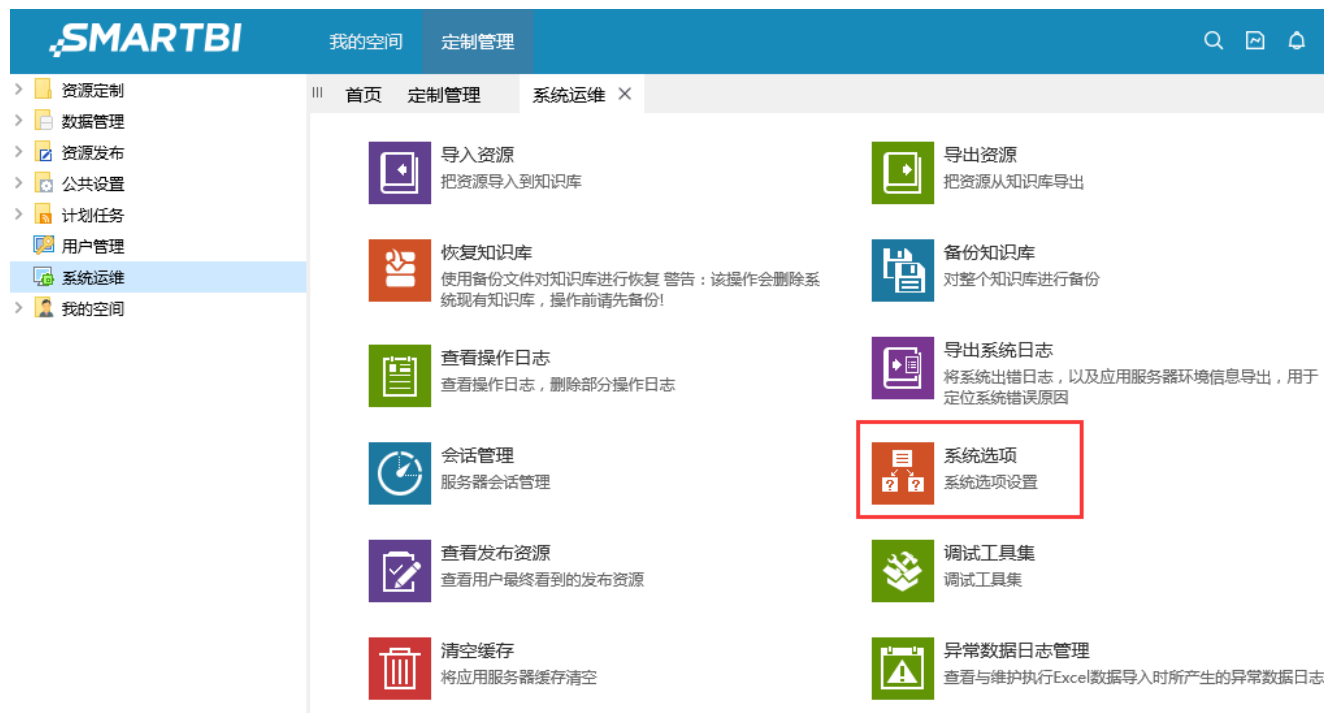 SMARTBI
我的空间
定制管理
资源定制
数据管理
资源发布
公共设置
计划任务
用户管理
系统运维
我的空间
首页
定制管理
系统运维
导入资源
把资源导入到知识库
导出资源
把资源从知识库导出
恢复知识库
使用备份文件对知识库进行恢复 警告：该操作会删除系
统现有知识库，操作前请先备份!
备份知识库
对整个知识库进行备份
查看操作日志
查看操作日志，删除部分操作日志
导出系统日志
将系统出错日志，以及应用服务器环境信息导出，用于
定位系统错误原因
会话管理
服务器会话管理
系统选项
系统选项设置
查看发布资源
查看用户最终看到的发布资源
调试工具集
调试工具集
清空缓存
将应用服务器缓存清空
异常数据日志管理
查看与维护执行Excel数据导入时所产生的异常数据日志